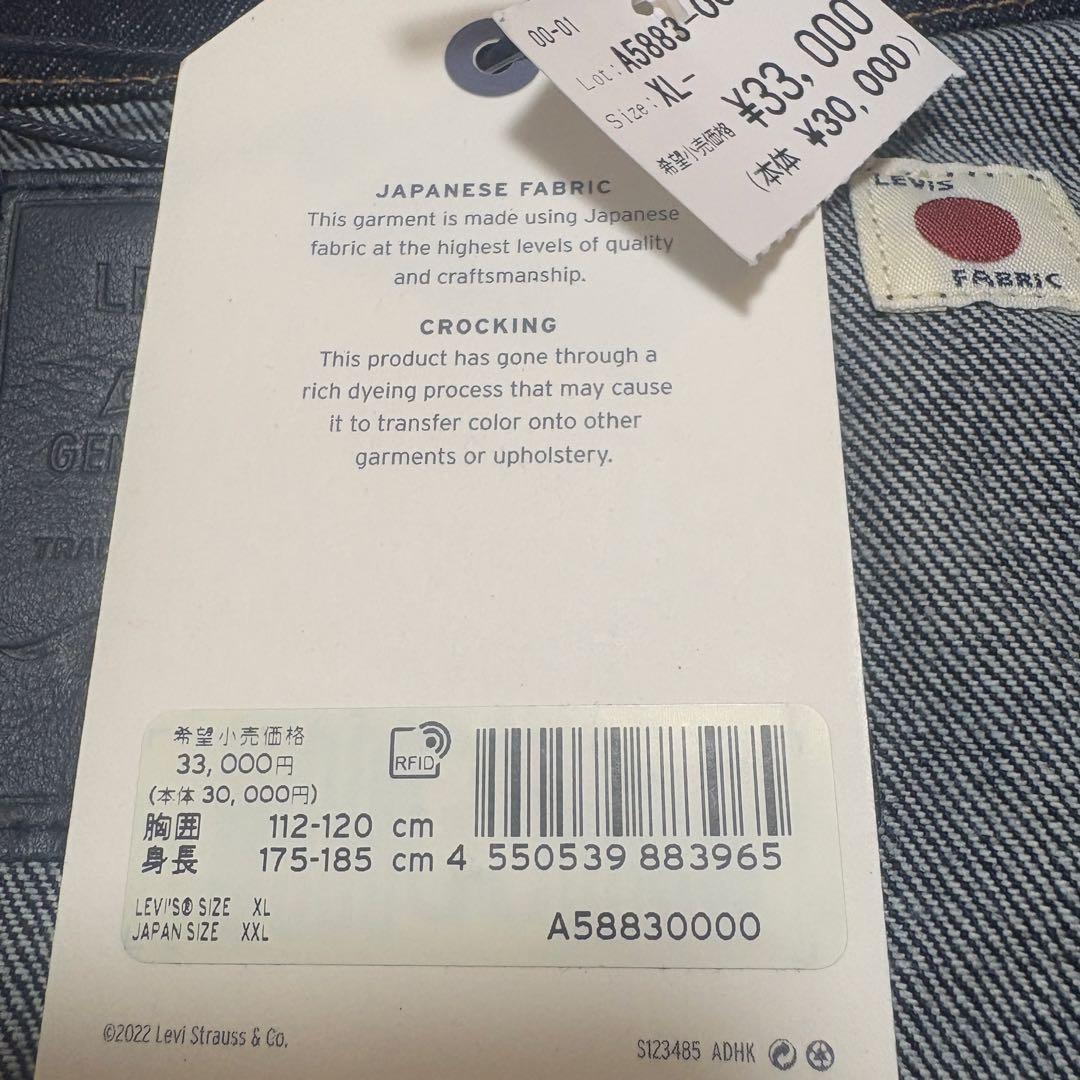 00-01
Lot: A5883-00
Size: XL-
希望小売価格 ¥33,000
(本体 ¥30,000)
LEVI'S
FABRIC
JAPANESE FABRIC
This garment is made using Japanese
fabric at the highest levels of quality
and craftsmanship.
CROCKING
This product has gone through a
rich dyeing process that may cause
it to transfer color onto other
garments or upholstery.
LE
GEN
TRA
希望小売価格
33,000円
(本体 30,000円)
RFID
胸囲 112-120 cm
身長 175-185 cm
4 550539 883965
LEVI'S® SIZE XL
JAPAN SIZE XXL
A58830000
©2022 Levi Strauss & Co.
S123485 ADHK